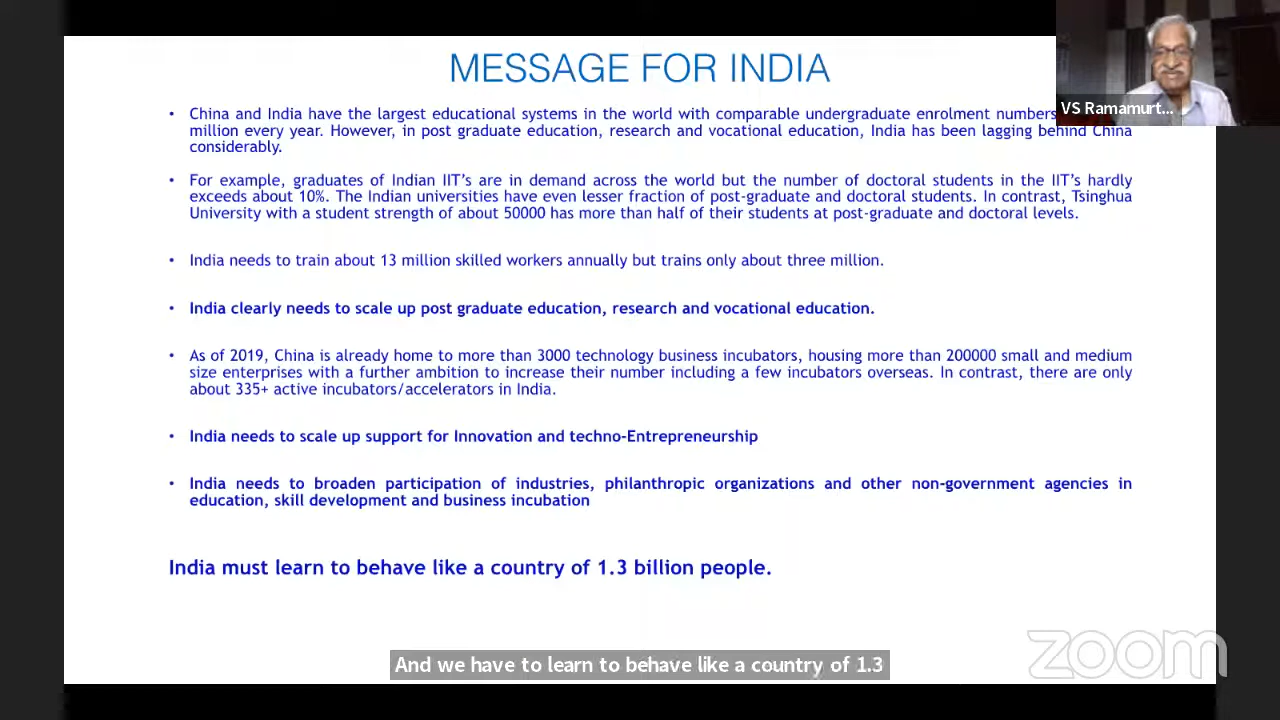 MESSAGE FOR INDIA
VS Ramamurt...
• China and India have the largest educational systems in the world with comparable undergraduate enrolment numbers
million every year. However, in post graduate education, research and vocational education, India has been lagging behind China
considerably.
• For example, graduates of Indian IIT's are in demand across the world but the number of doctoral students in the IIT's hardly
exceeds about 10%. The Indian universities have even lesser fraction of post-graduate and doctoral students. In contrast, Tsinghua
University with a student strength of about 50000 has more than half of their students at post-graduate and doctoral levels.
• India needs to train about 13 million skilled workers annually but trains only about three million.
• India clearly needs to scale up post graduate education, research and vocational education.
• As of 2019, China is already home to more than 3000 technology business incubators, housing more than 200000 small and medium
size enterprises with a further ambition to increase their number including a few incubators overseas. In contrast, there are only
about 335+ active incubators/accelerators in India.
• India needs to scale up support for Innovation and techno-Entrepreneurship
• India needs to broaden participation of industries, philanthropic organizations and other non-government agencies in
education, skill development and business incubation
India must learn to behave like a country of 1.3 billion people.
And we have to learn to behave like a country of 1.3
zoom